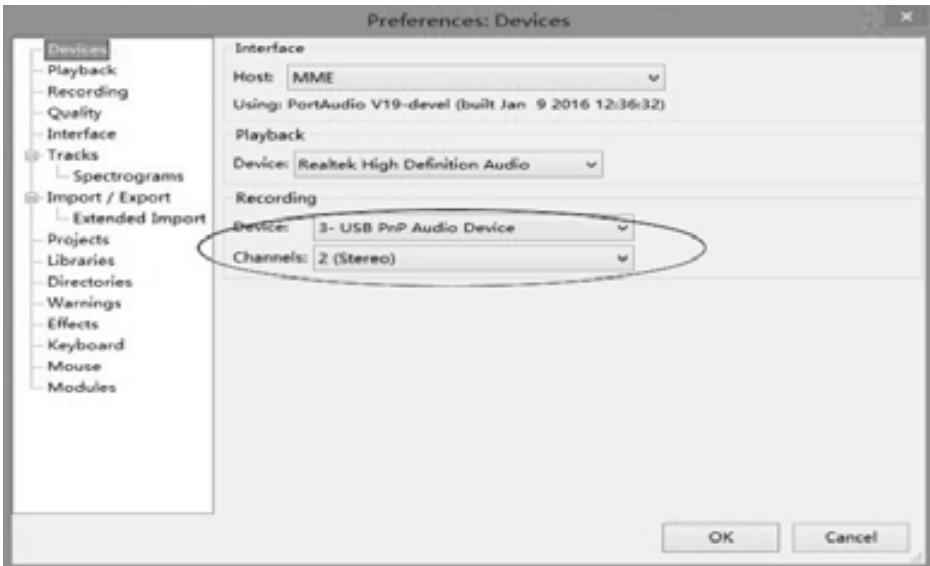 Preferences: Devices
Devices
Playback
Recording
Quality
Interface
Tracks
Spectrograms
Import / Export
Extended Import
Projects
Libraries
Directories
Warnings
Effects
Keyboard
Mouse
Modules
Interface
Host: MME
Using: PortAudio V19-devel (built Jan 9 2016 12:36:32)
Playback
Device: Realtek High Definition Audio
Recording
Device: 3- USB PnP Audio Device
Channels: 2 (Stereo)
OK Cancel